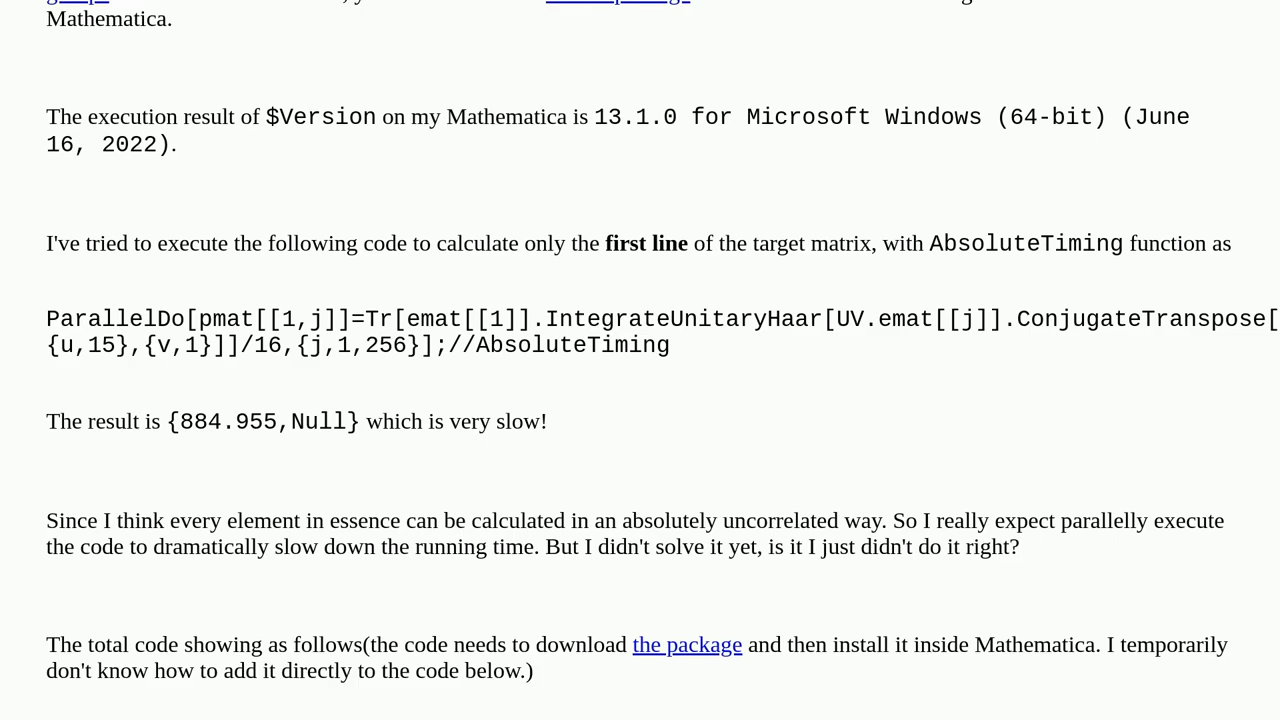 Mathematica.
The execution result of $Version on my Mathematica is 13.1.0 for Microsoft Windows (64-bit) (June
16, 2022).
I've tried to execute the following code to calculate only the first line of the target matrix, with AbsoluteTiming function as
ParallelDo[pmat[[1,j]]=Tr[emat[[1]].IntegrateUnitaryHaar[UV.emat[[j]].ConjugateTranspose[
{u,15},{v,1}]]/16,{j,1,256}];//AbsoluteTiming
The result is {884.955,Null} which is very slow!
Since I think every element in essence can be calculated in an absolutely uncorrelated way. So I really expect parallelly execute
the code to dramatically slow down the running time. But I didn't solve it yet, is it I just didn't do it right?
The total code showing as follows(the code needs to download the package and then install it inside Mathematica. I temporarily
don't know how to add it directly to the code below.)